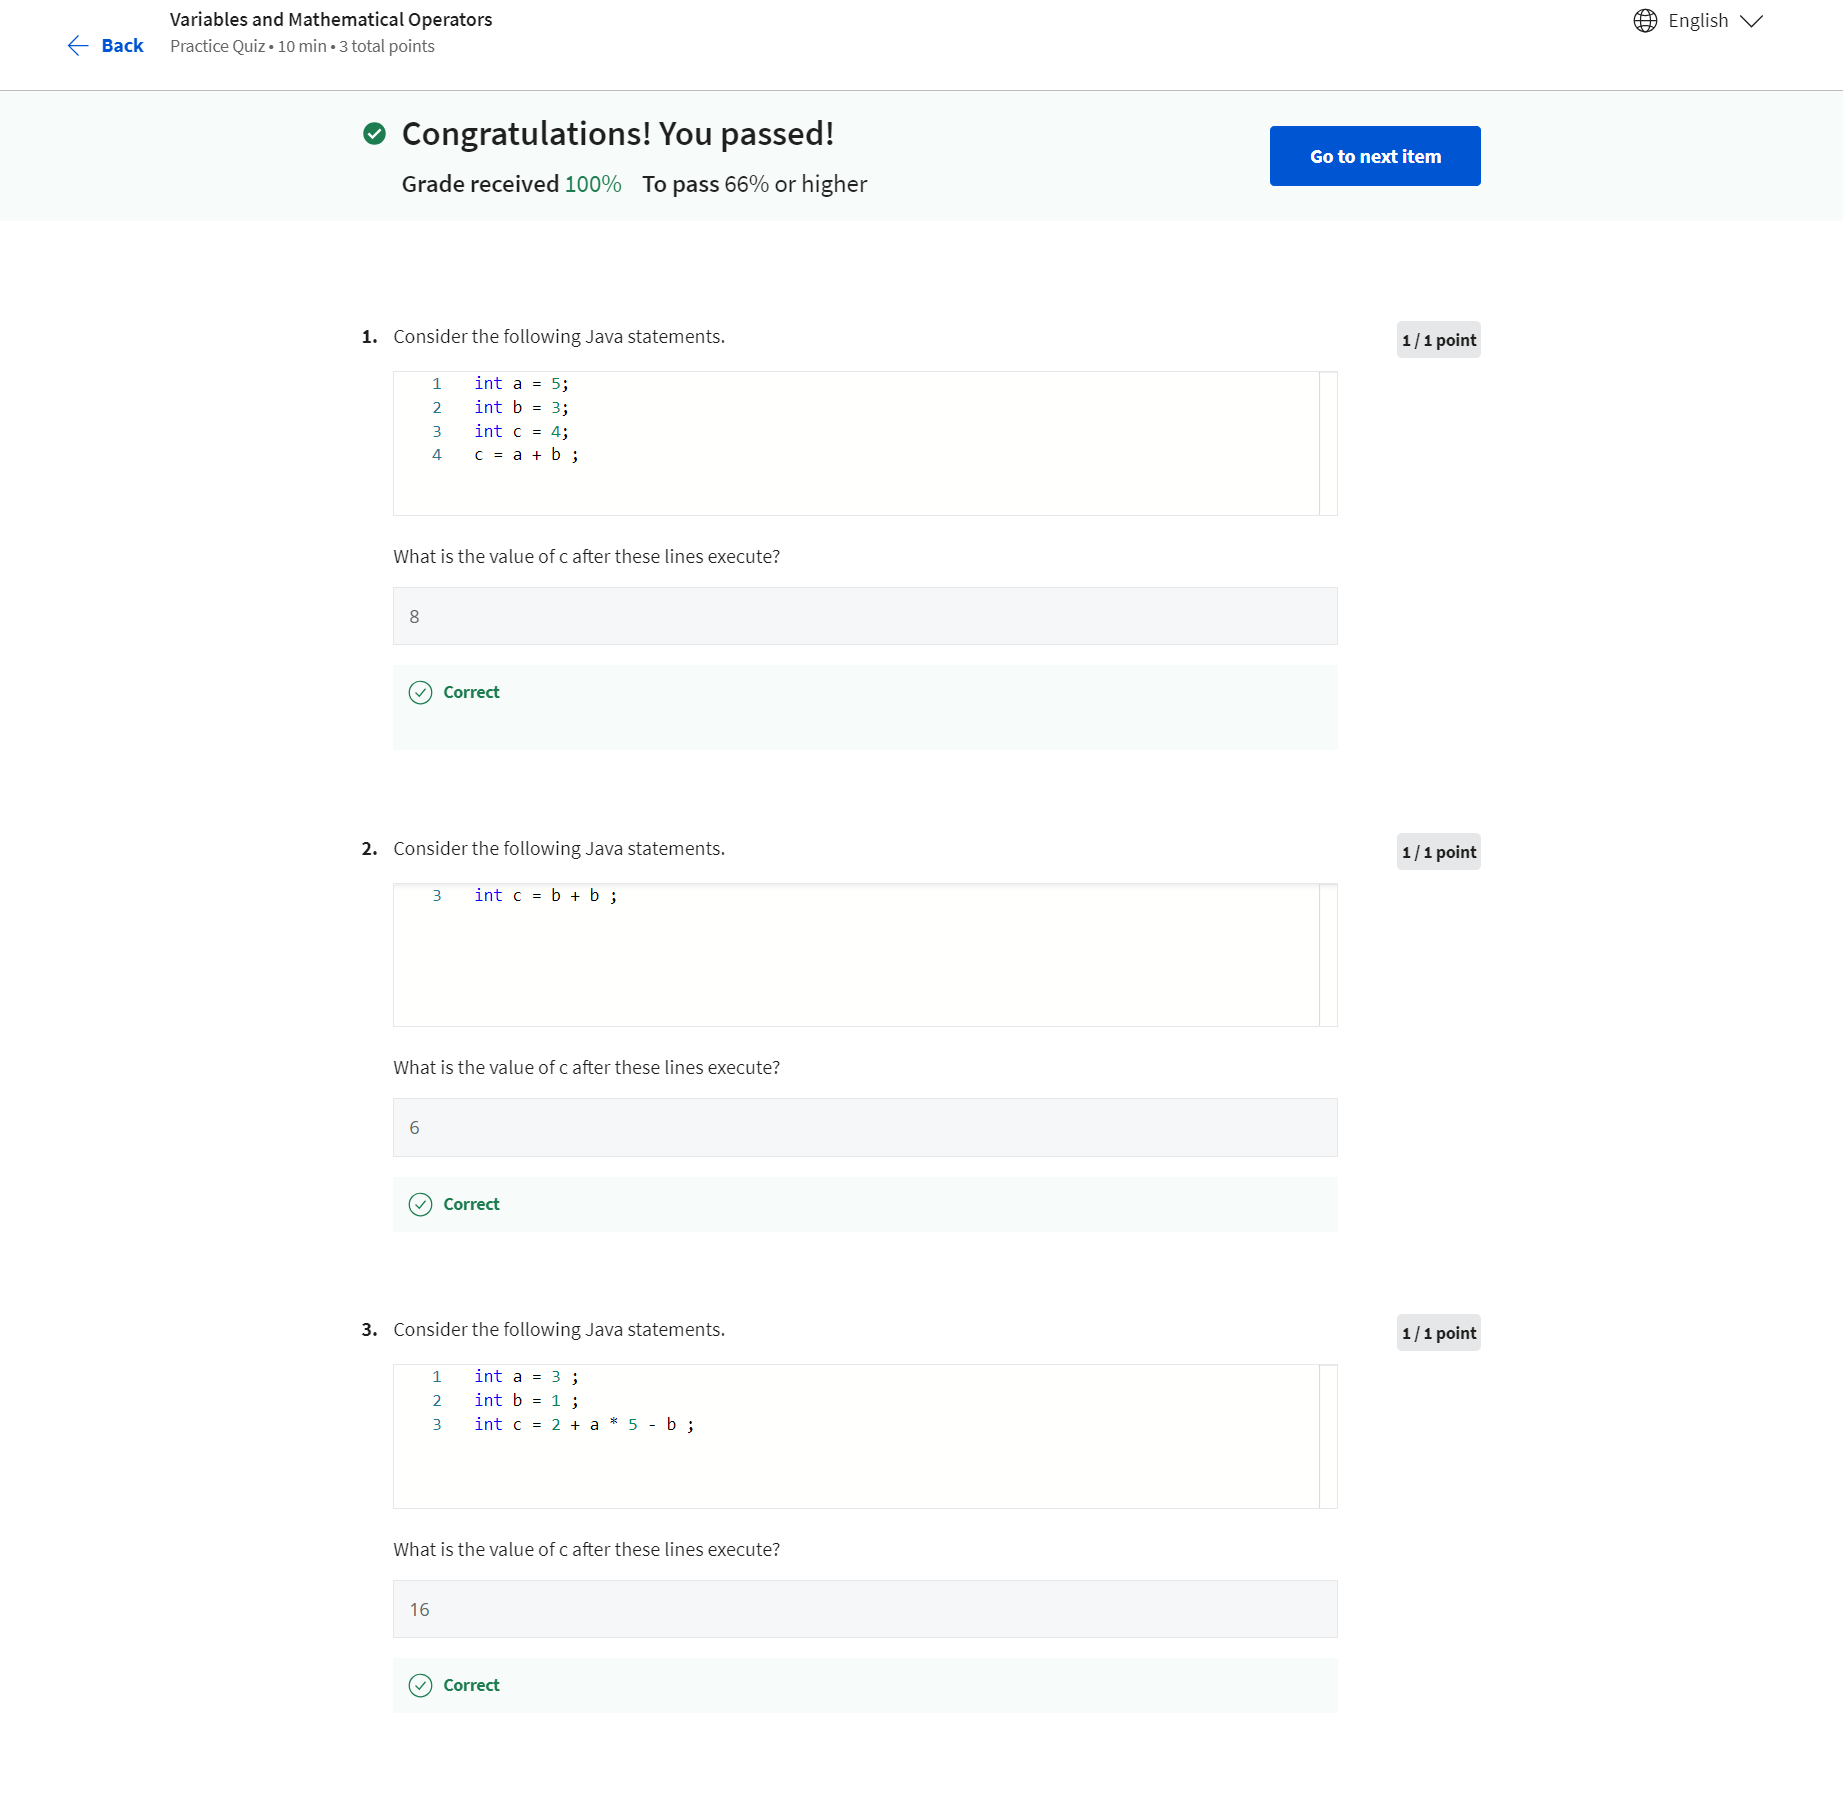 Variables and Mathematical Operators
Back
Practice Quiz • 10 min • 3 total points
English
Congratulations! You passed!
Grade received 100% To pass 66% or higher
Go to next item
1. Consider the following Java statements.
1 / 1 point
1 int a = 5;
2 int b = 3;
3 int c = 4;
4 c = a + b ;
What is the value of c after these lines execute?
8
Correct
2. Consider the following Java statements.
1 / 1 point
3 int c = b + b ;
What is the value of c after these lines execute?
6
Correct
3. Consider the following Java statements.
1 / 1 point
1 int a = 3 ;
2 int b = 1 ;
3 int c = 2 + a * 5 - b ;
What is the value of c after these lines execute?
16
Correct